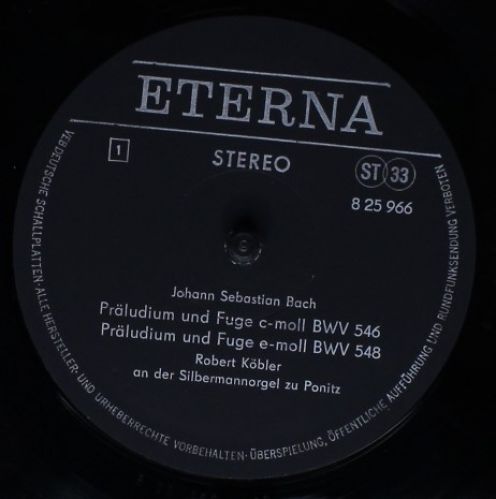 ETERNA
1
STEREO
ST 33
8 25 966
Johann Sebastian Bach
Präludium und Fuge c-moll BWV 546
Präludium und Fuge e-moll BWV 548
Robert Köbler
an der Silbermannorgel zu Ponitz
VEB DEUTSCHE SCHALLPLATTEN · ALLE HERSTELLER- UND URHEBERRECHTE VORBEHALTEN · ÜBERSPIELUNG, ÖFFENTLICHE AUFFÜHRUNG UND RUNDFUNKSENDUNG VERBOTEN